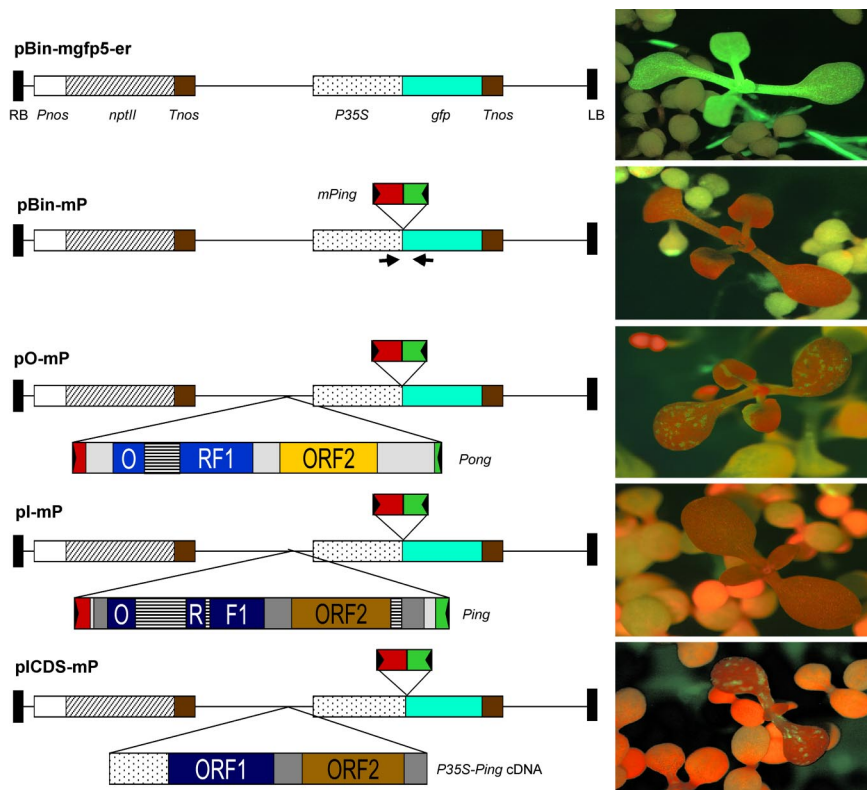 pBin-mgfp5-er
RB Pnos nptII Tnos P35S gfp Tnos LB
pBin-mP
mPing
pO-mP
O RF1 ORF2 Pong
pI-mP
O R F1 ORF2 Ping
pICDS-mP
ORF1 ORF2 P35S-Ping cDNA